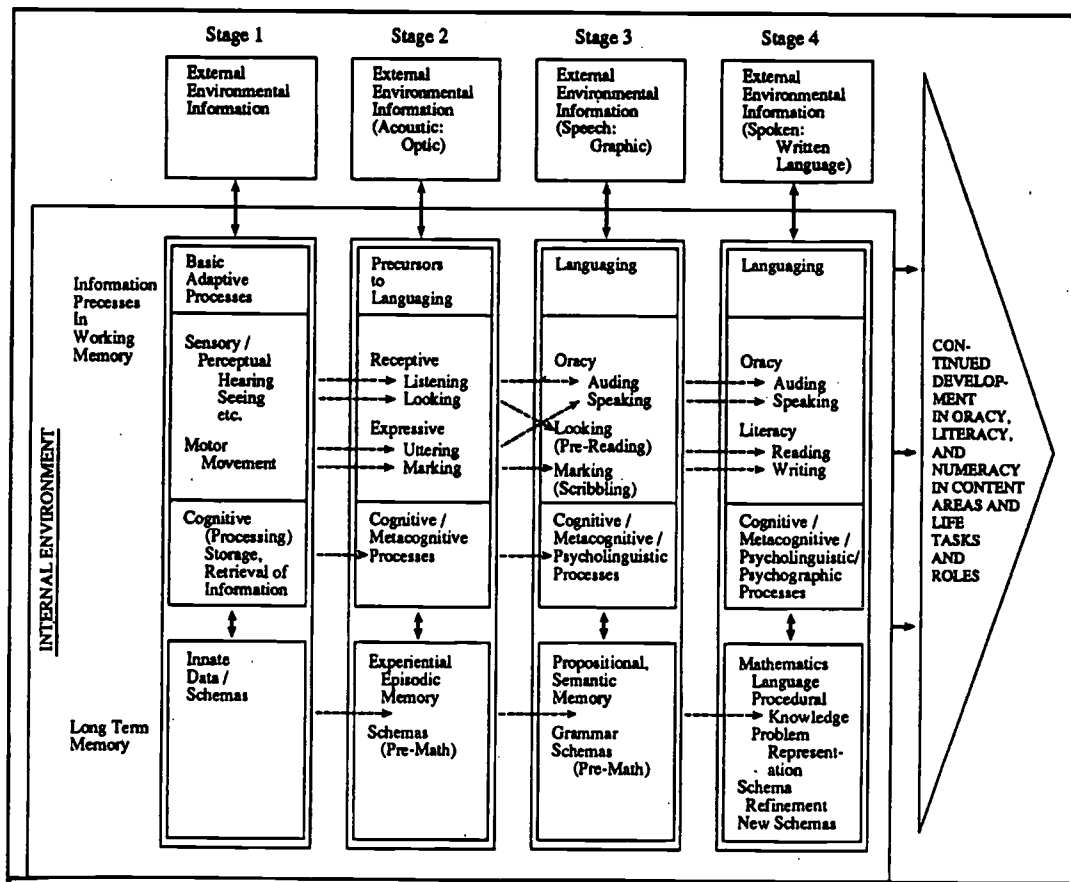 Stage 1
Stage 2
Stage 3
Stage 4
External
Environmental
Information
External
Environmental
Information
(Acoustic:
Optic)
External
Environmental
Information
(Speech:
Graphic)
External
Environmental
Information
(Spoken:
Written
Language)
INTERNAL ENVIRONMENT
Information
Precesses
In
Working
Memory
Basic
Adaptive
Processes
Precursors
to
Languaging
Languaging
Languaging
Sensory /
Perceptual
Hearing
Seeing
etc.
Motor
Movement
Receptive
Listening
Looking
Expressive
Uttering
Marking
Oracy
Auding
Speaking
Looking
(Pre-Reading)
Marking
(Scribbling)
Oracy
Auding
Speaking
Literacy
Reading
Writing
Cognitive
(Processing)
Storage,
Retrieval of
Information
Cognitive /
Metacognitive
Processes
Cognitive /
Metacognitive /
Psycholinguistic
Processes
Cognitive /
Metacognitive /
Psycholinguistic/
Psychographic
Processes
Long Term
Memory
Innate
Data /
Schemas
Experiential
Episodic
Memory
Schemas
(Pre-Math)
Propositional,
Semantic
Memory
Grammar
Schemas
(Pre-Math)
Mathematics
Language
Procedural
Knowledge
Problem
Represent-
ation
Schema
Refinement
New Schemas
CON-
TINUED
DEVELOP-
MENT
IN ORACY,
LITERACY,
AND
NUMERACY
IN CONTENT
AREAS AND
LIFE
TASKS
AND
ROLES